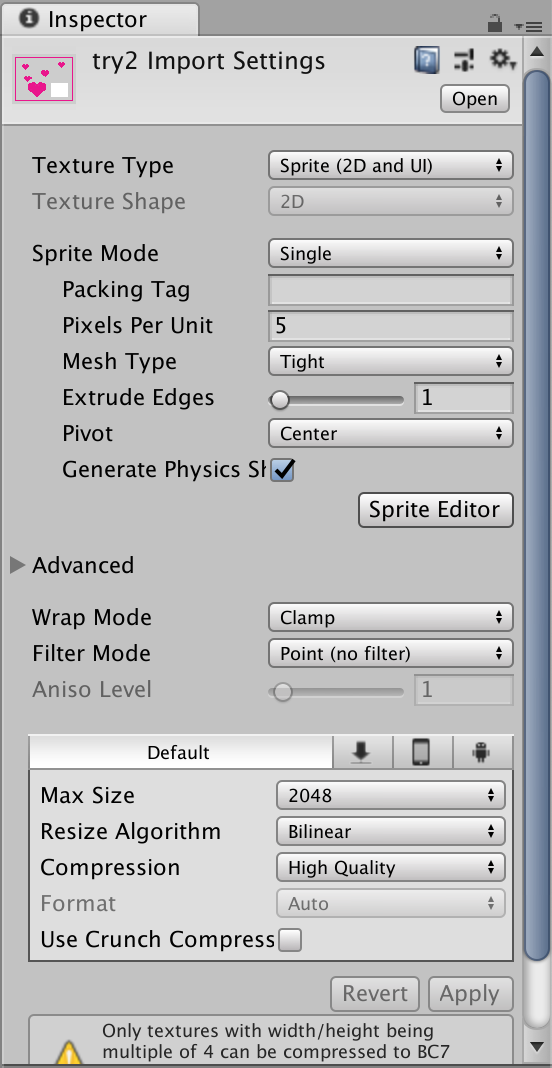 Inspector
try2 Import Settings
Open
Texture Type Sprite (2D and UI)
Texture Shape 2D
Sprite Mode Single
Packing Tag
Pixels Per Unit 5
Mesh Type Tight
Extrude Edges 1
Pivot Center
Generate Physics Sh
Sprite Editor
Advanced
Wrap Mode Clamp
Filter Mode Point (no filter)
Aniso Level 1
Default
Max Size 2048
Resize Algorithm Bilinear
Compression High Quality
Format Auto
Use Crunch Compress
Revert Apply
Only textures with width/height being
multiple of 4 can be compressed to BC7